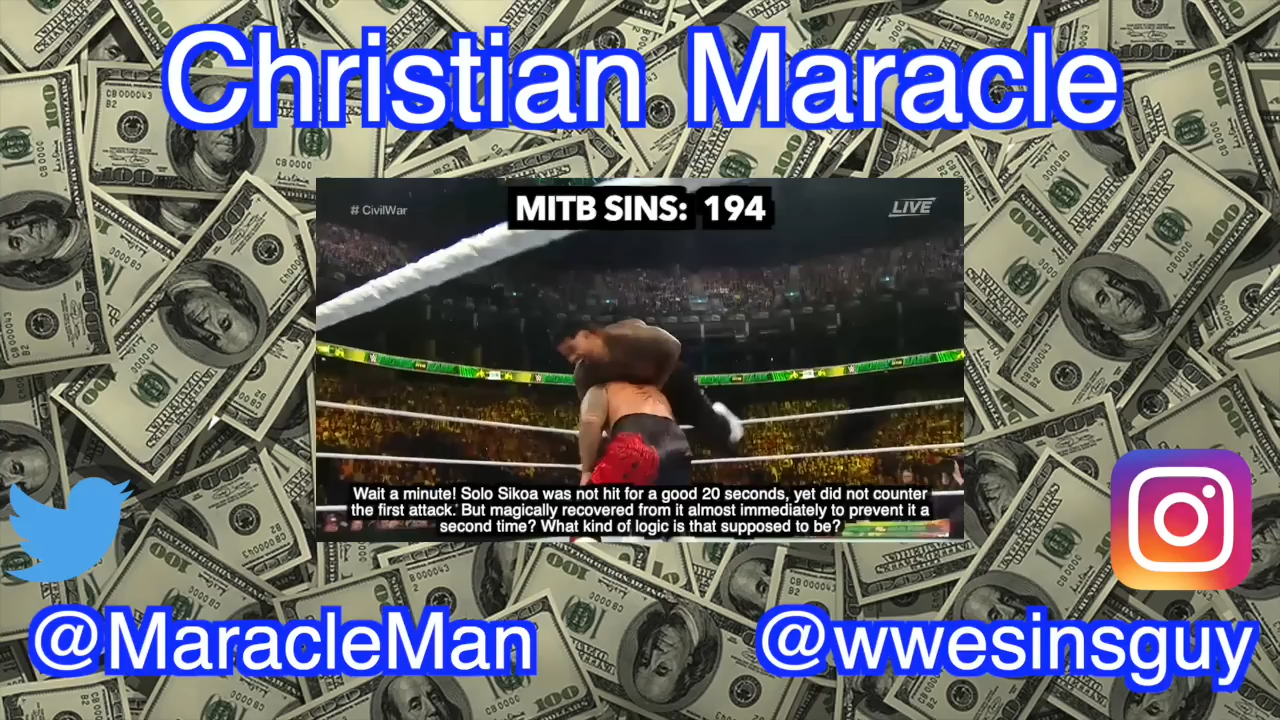 Christian Maracle
# CivilWar
MITB SINS: 194
LIVE
Wait a minute! Solo Sikoa was not hit for a good 20 seconds, yet did not counter
the first attack. But magically recovered from it almost immediately to prevent it a
second time? What kind of logic is that supposed to be?
@MaracleMan
@wwesinsguy